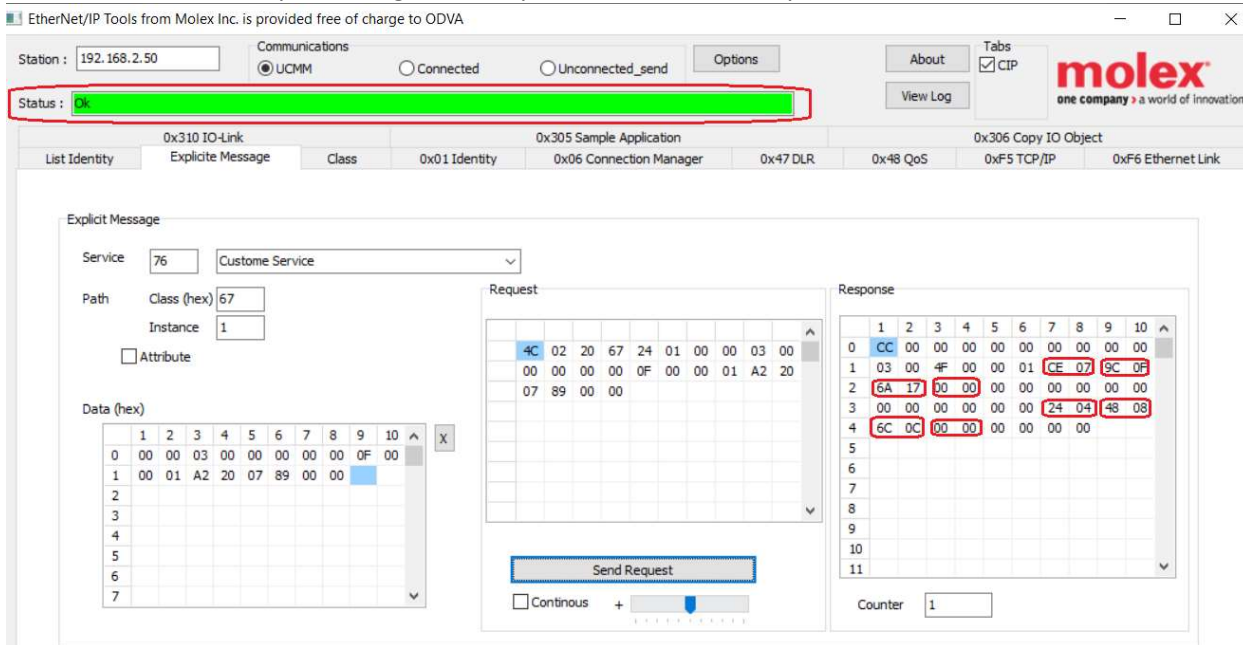 EtherNet/IP Tools from Molex Inc. is provided free of charge to ODVA
Station : 192.168.2.50 Communications UCMM Connected Unconnected_send Options About Tabs CIP molex
one company > a world of innovation
Status : Ok View Log
0x310 IO-Link 0x305 Sample Application 0x306 Copy IO Object
List Identity Explicite Message Class 0x01 Identity 0x06 Connection Manager 0x47 DLR 0x48 QoS 0xF5 TCP/IP 0xF6 Ethernet Link
Explicit Message
Service 76 Custome Service
Path Class (hex) 67
Instance 1
Attribute
Data (hex)
1 2 3 4 5 6 7 8 9 10 X
0 00 00 03 00 00 00 00 00 0F 00
1 00 01 A2 20 07 89 00 00
2
3
4
5
6
7
Request
4C 02 20 67 24 01 00 00 03 00
00 00 00 00 0F 00 00 01 A2 20
07 89 00 00
Send Request
Continous +
Response
1 2 3 4 5 6 7 8 9 10
0 CC 00 00 00 00 00 00 00 00 00
1 03 00 4F 00 00 01 CE 07 9C 0F
2 6A 17 00 00 00 00 00 00 00 00
3 00 00 00 00 00 00 24 04 48 08
4 6C 0C 00 00 00 00 00 00
5
6
7
8
9
10
11
Counter 1